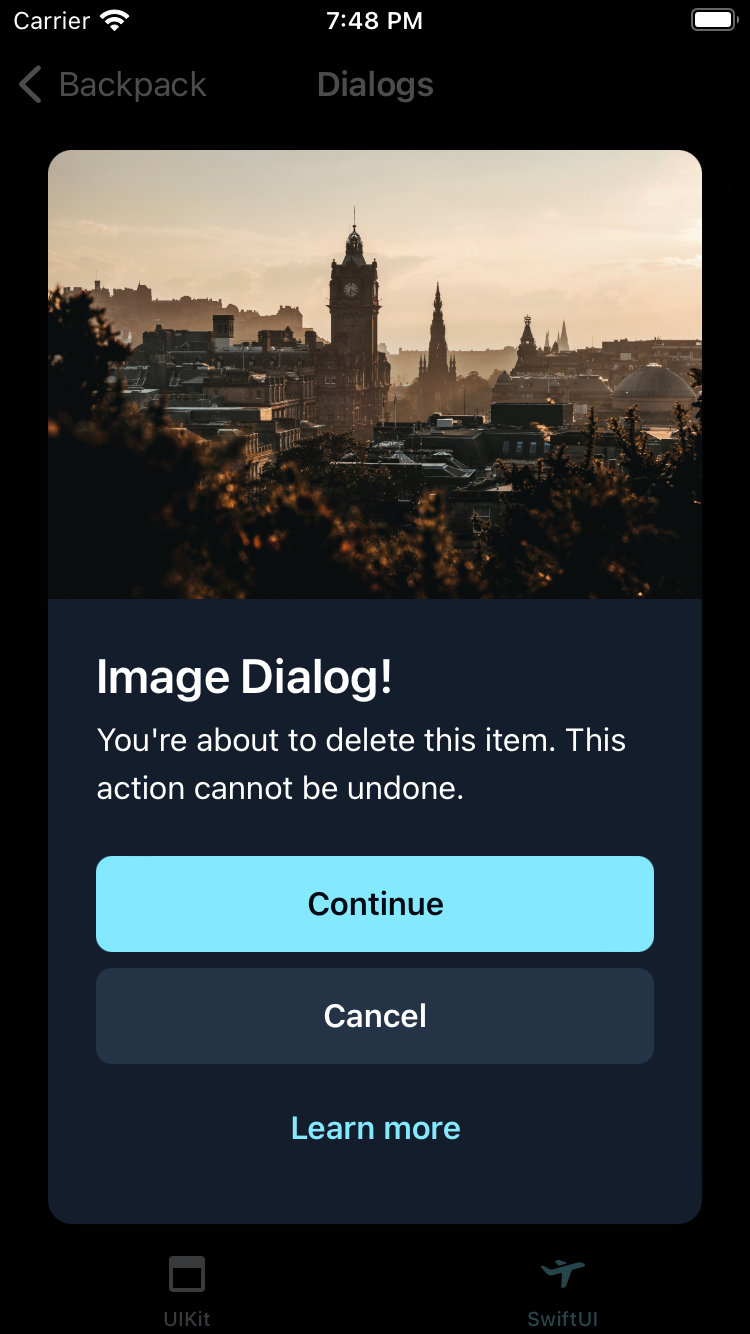 Carrier 7:48 PM
Backpack Dialogs
Image Dialog!
You're about to delete this item. This
action cannot be undone.
Continue
Cancel
Learn more
UIKit SwiftUI